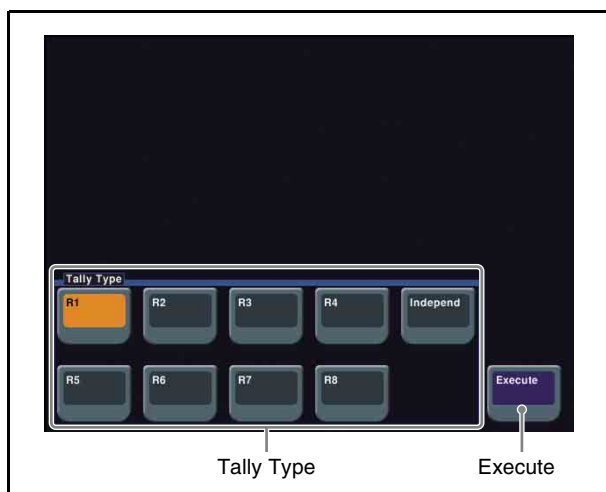 Tally Type
R1 R2 R3 R4 Independ
R5 R6 R7 R8 Execute
Tally Type Execute